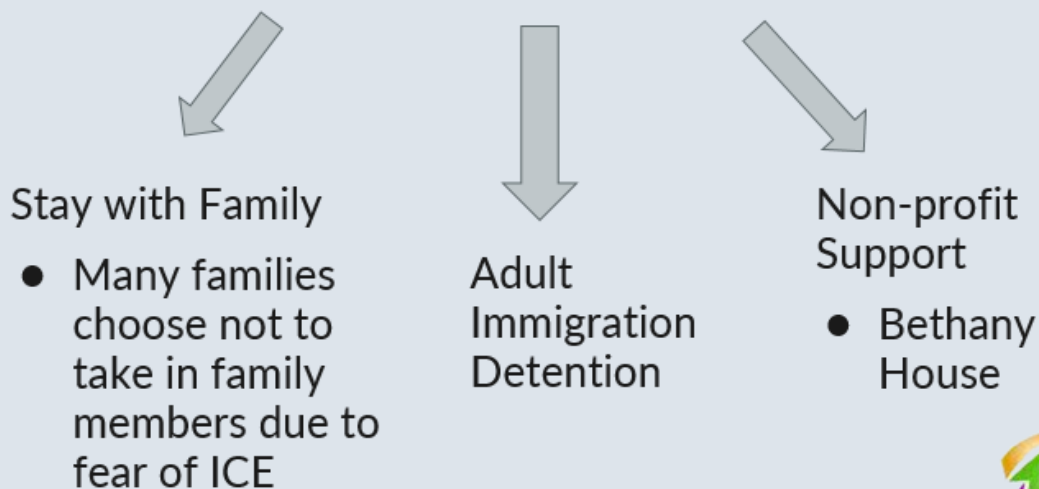 Stay with Family
● Many families
choose not to
take in family
members due to
fear of ICE
Adult
Immigration
Detention
Non-profit
Support
● Bethany
House